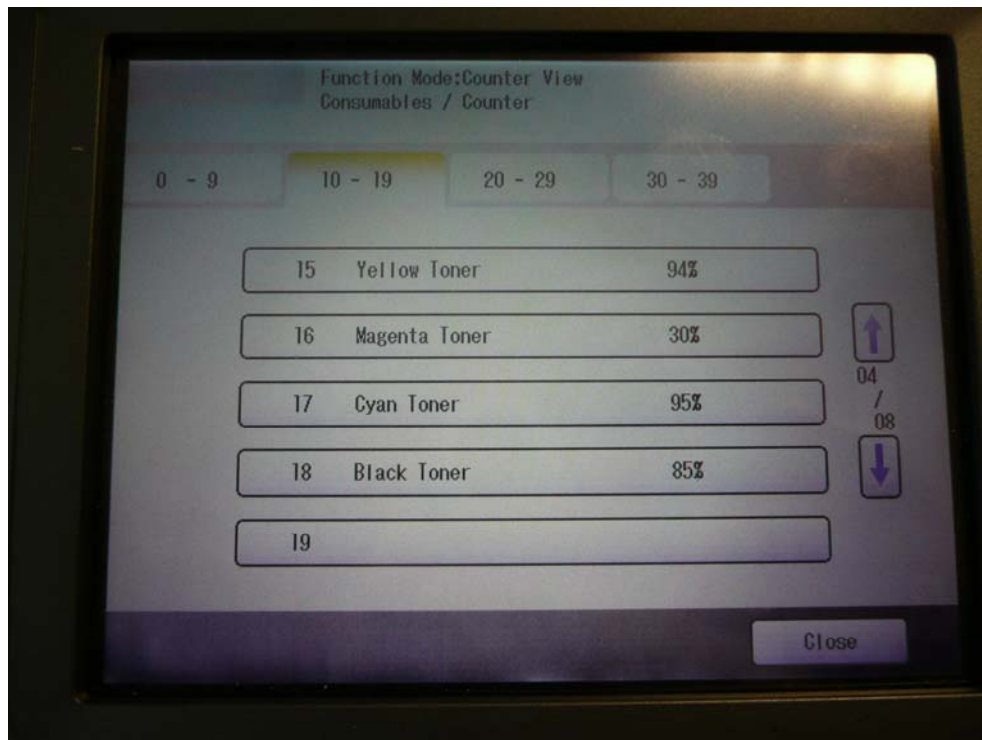 Function Mode:Counter View
Consumables / Counter
0 - 9 10 - 19 20 - 29 30 - 39
15 Yellow Toner 94%
16 Magenta Toner 30%
17 Cyan Toner 95%
18 Black Toner 85%
19
04
/
08
Close